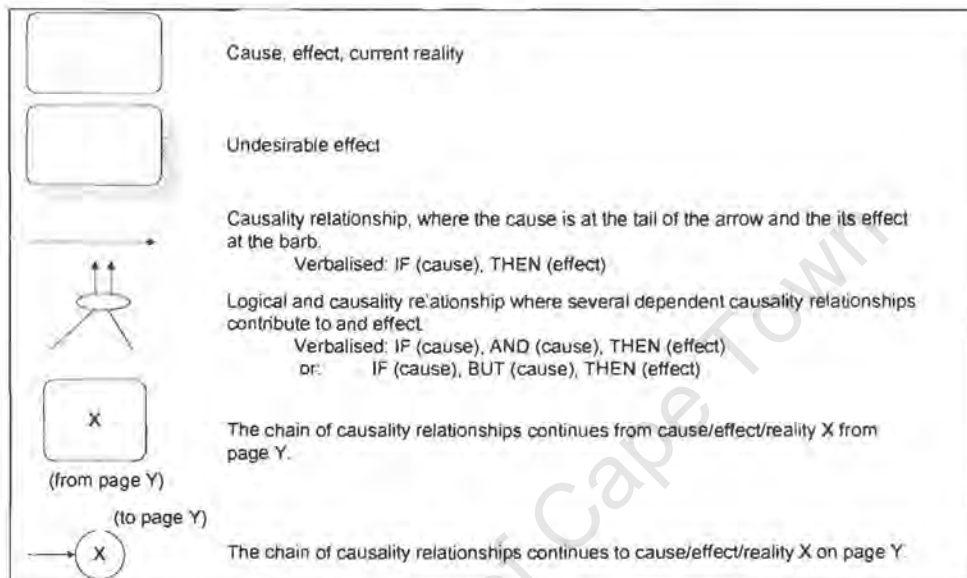 Cause, effect, current reality
Undesirable effect
Causality relationship, where the cause is at the tail of the arrow and the its effect
at the barb.
Verbalised: IF (cause), THEN (effect)
Logical and causality relationship where several dependent causality relationships
contribute to and effect
Verbalised: IF (cause), AND (cause), THEN (effect)
or: IF (cause), BUT (cause), THEN (effect)
X
The chain of causality relationships continues from cause/effect/reality X from
page Y.
(from page Y)
(to page Y)
X
The chain of causality relationships continues to cause/effect/reality X on page Y.
of Cape Town